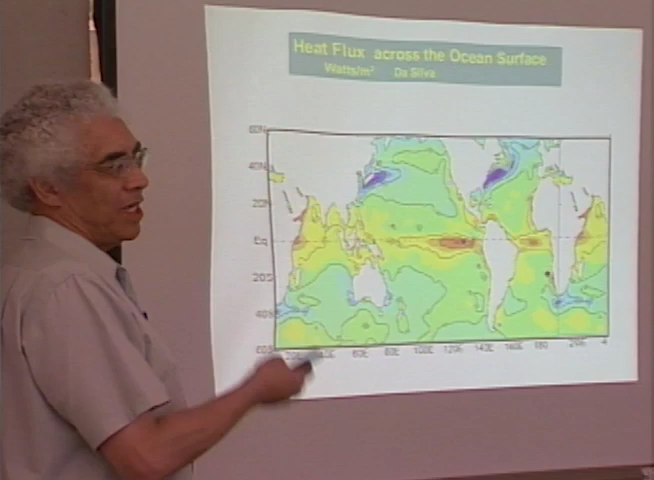 Heat Flux across the Ocean Surface
Watts/m² Da Silva
60N
40N
20N
Eq
20S
40S
60E 80E 100E 120E 140E 160E 180